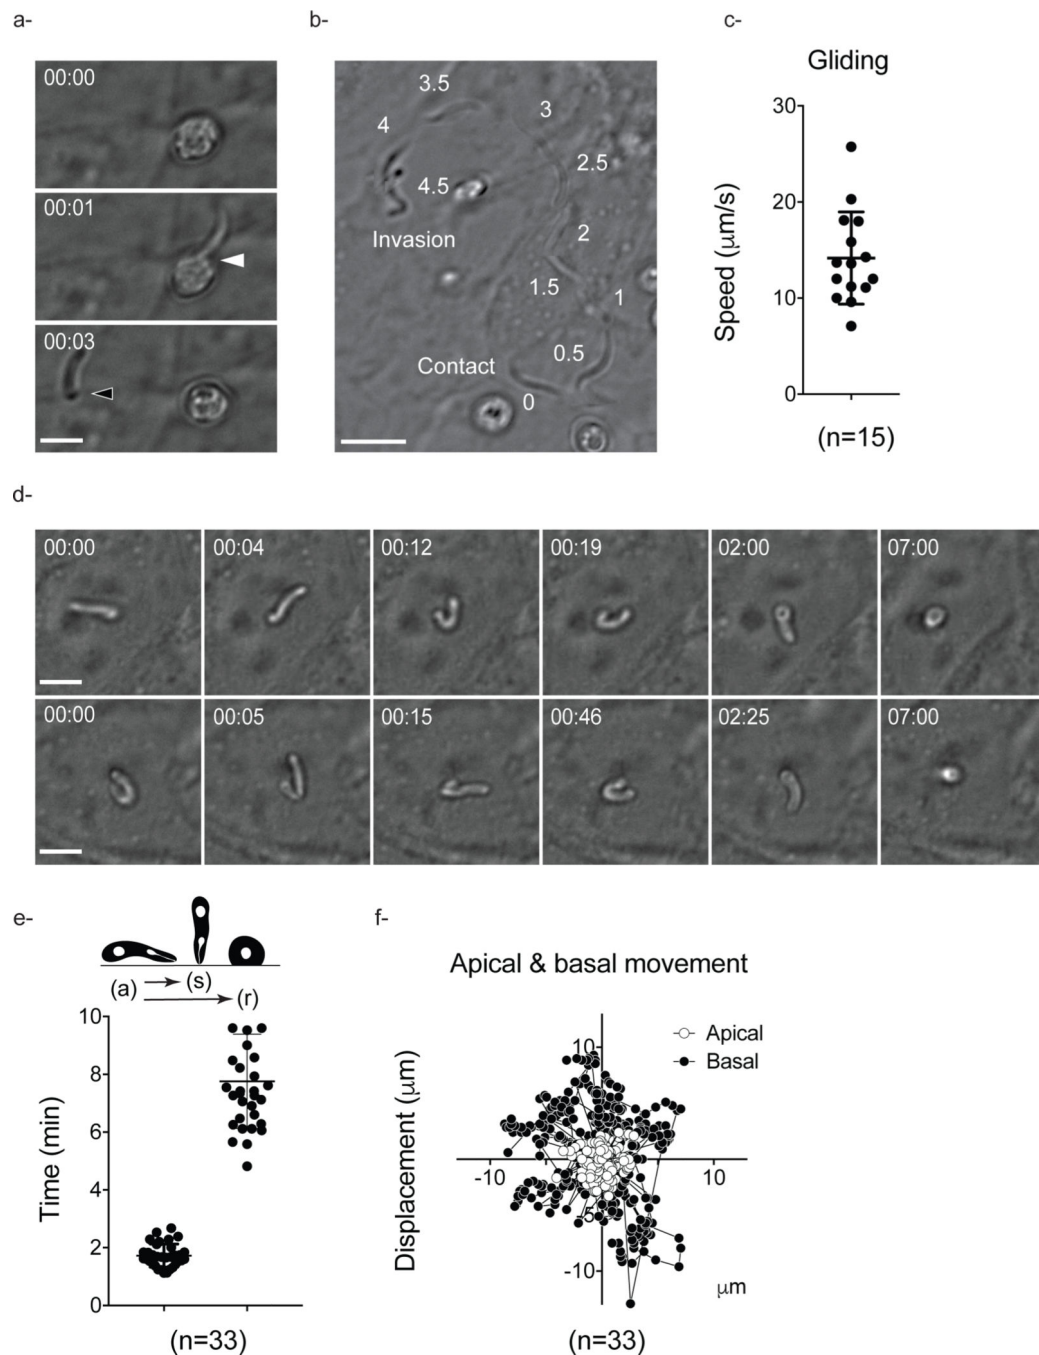 a-
00:00
00:01
00:03
b-
3.5
3
4
2.5
4.5
Invasion
2
1.5
1
0.5
Contact
0
c-
Gliding
30
20
10
0
Speed (μm/s)
(n=15)
d-
00:00
00:04
00:12
00:19
02:00
07:00
00:00
00:05
00:15
00:46
02:25
07:00
e-
(a)
(s)
(r)
10
8
6
4
2
0
Time (min)
(n=33)
f-
Apical & basal movement
Apical
Basal
10
-10
10
-5
-10
μm
Displacement (μm)
(n=33)